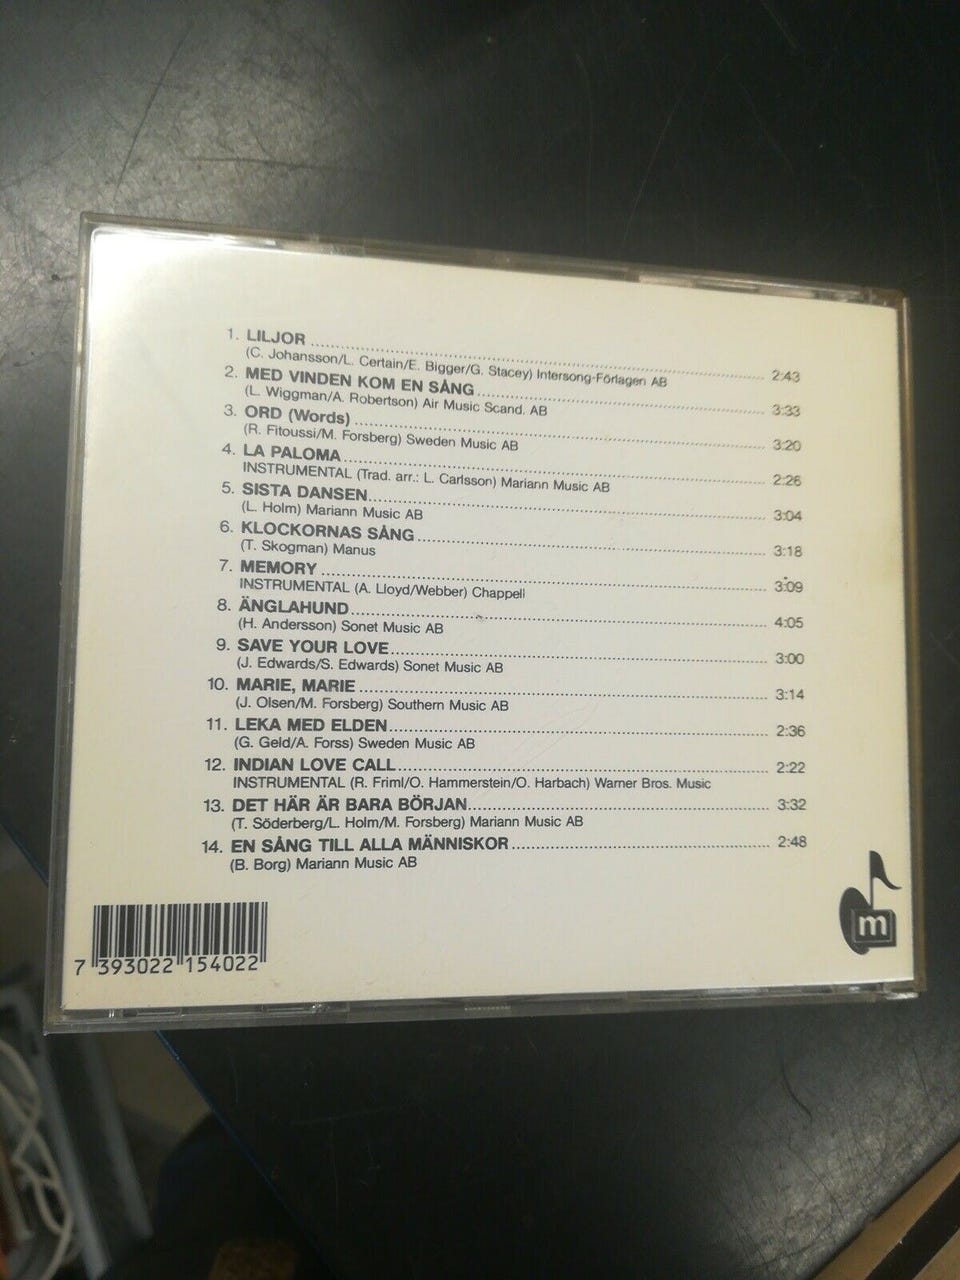 1. LILJOR ........ 2:43
(C. Johansson/L. Certain/E. Bigger/G. Stacey) Intersong-Förlagen AB
2. MED VINDEN KOM EN SÅNG ........ 3:33
(L. Wiggman/A. Robertson) Air Music Scand. AB
3. ORD (Words) ........ 3:20
(R. Fitoussi/M. Forsberg) Sweden Music AB
4. LA PALOMA ........ 2:26
INSTRUMENTAL (Trad. arr.: L. Carlsson) Mariann Music AB
5. SISTA DANSEN ........ 3:04
(L. Holm) Mariann Music AB
6. KLOCKORNAS SÅNG ........ 3:18
(T. Skogman) Manus
7. MEMORY ........ 3:09
INSTRUMENTAL (A. Lloyd/Webber) Chappell
8. ÄNGLAHUND ........ 4:05
(H. Andersson) Sonet Music AB
9. SAVE YOUR LOVE ........ 3:00
(J. Edwards/S. Edwards) Sonet Music AB
10. MARIE, MARIE ........ 3:14
(J. Olsen/M. Forsberg) Southern Music AB
11. LEKA MED ELDEN ........ 2:36
(G. Geld/A. Forss) Sweden Music AB
12. INDIAN LOVE CALL ........ 2:22
INSTRUMENTAL (R. Friml/O. Hammerstein/O. Harbach) Warner Bros. Music
13. DET HÄR ÄR BARA BÖRJAN ........ 3:32
(T. Söderberg/L. Holm/M. Forsberg) Mariann Music AB
14. EN SÅNG TILL ALLA MÄNNISKOR ........ 2:48
(B. Borg) Mariann Music AB
m
7 393022 154022